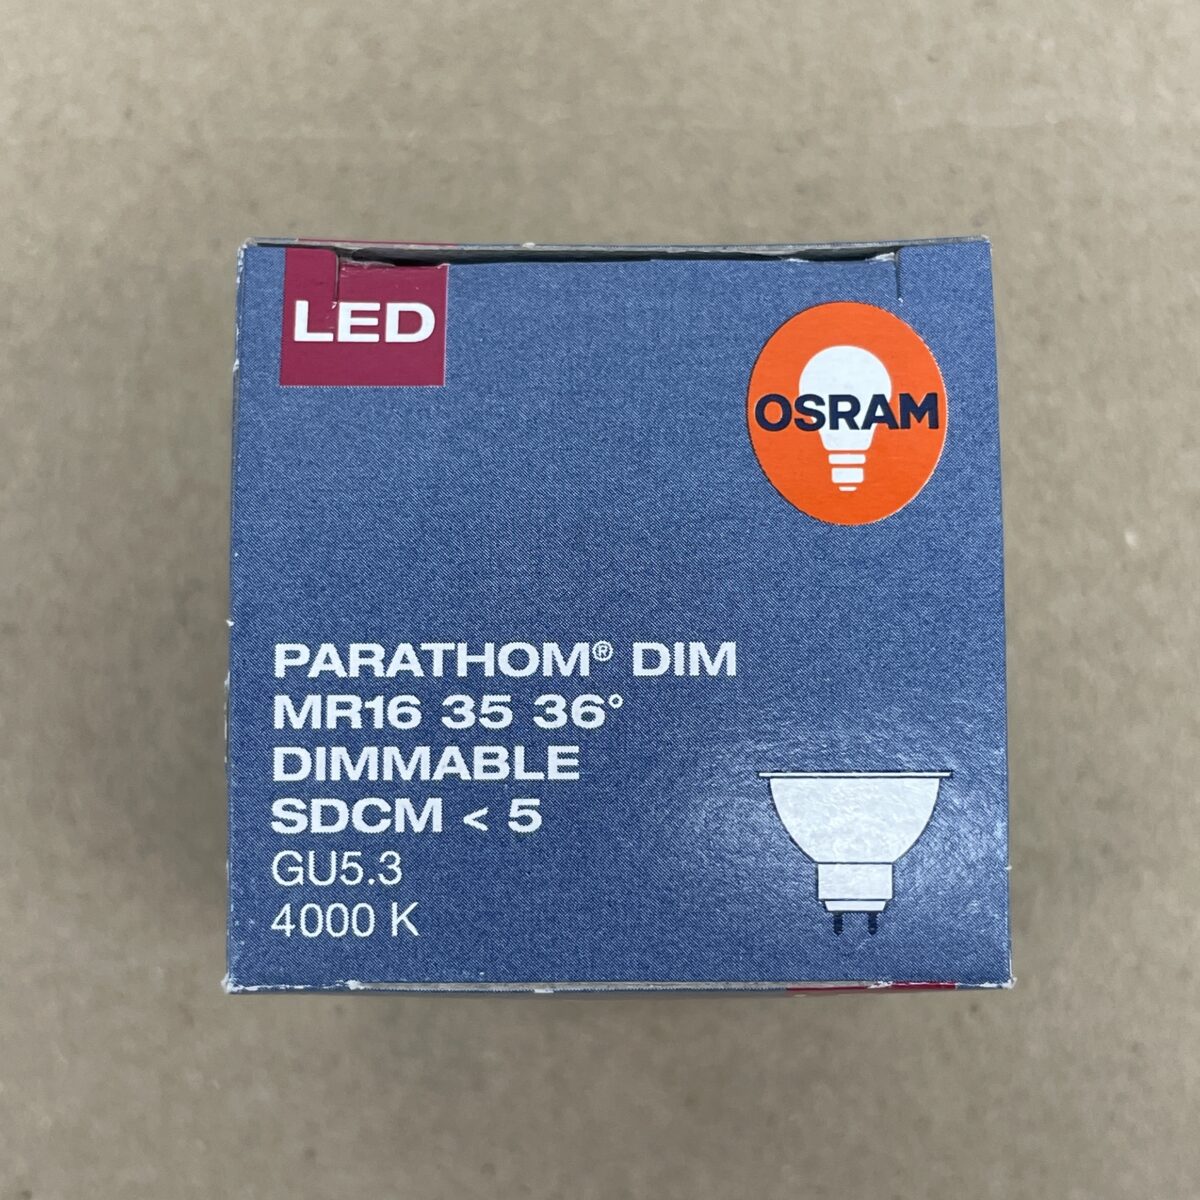 LED
OSRAM
PARATHOM® DIM
MR16 35 36°
DIMMABLE
SDCM < 5
GU5.3
4000 K